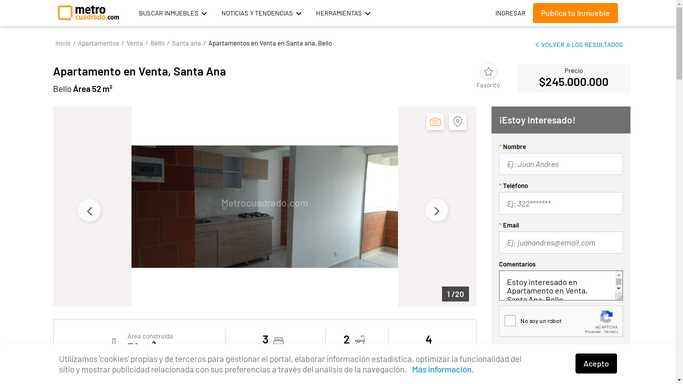 metro
cuadrado.com
BUSCAR INMUEBLES
NOTICIAS Y TENDENCIAS
HERRAMIENTAS
INGRESAR
Publica tu Inmueble
Inicio / Apartamentos / Venta / Bello / Santa ana / Apartamentos en Venta en Santa ana, Bello
VOLVER A LOS RESULTADOS
Apartamento en Venta, Santa Ana
Bello Área 52 m²
Favorito
Precio
$245.000.000
Metrocuadrado.com
1 / 20
¡Estoy Interesado!
* Nombre
Ej: Juan Andres
* Teléfono
Ej: 322*******
* Email
Ej: juanandres@email.com
Comentarios
Estoy interesado en
Apartamento en Venta,
Santa Ana, Bello
No soy un robot
reCAPTCHA
Privacidad - Términos
Área construida
3
2
4
Utilizamos 'cookies' propias y de terceros para gestionar el portal, elaborar información estadística, optimizar la funcionalidad del
sitio y mostrar publicidad relacionada con sus preferencias a través del análisis de la navegación. Más información.
Acepto